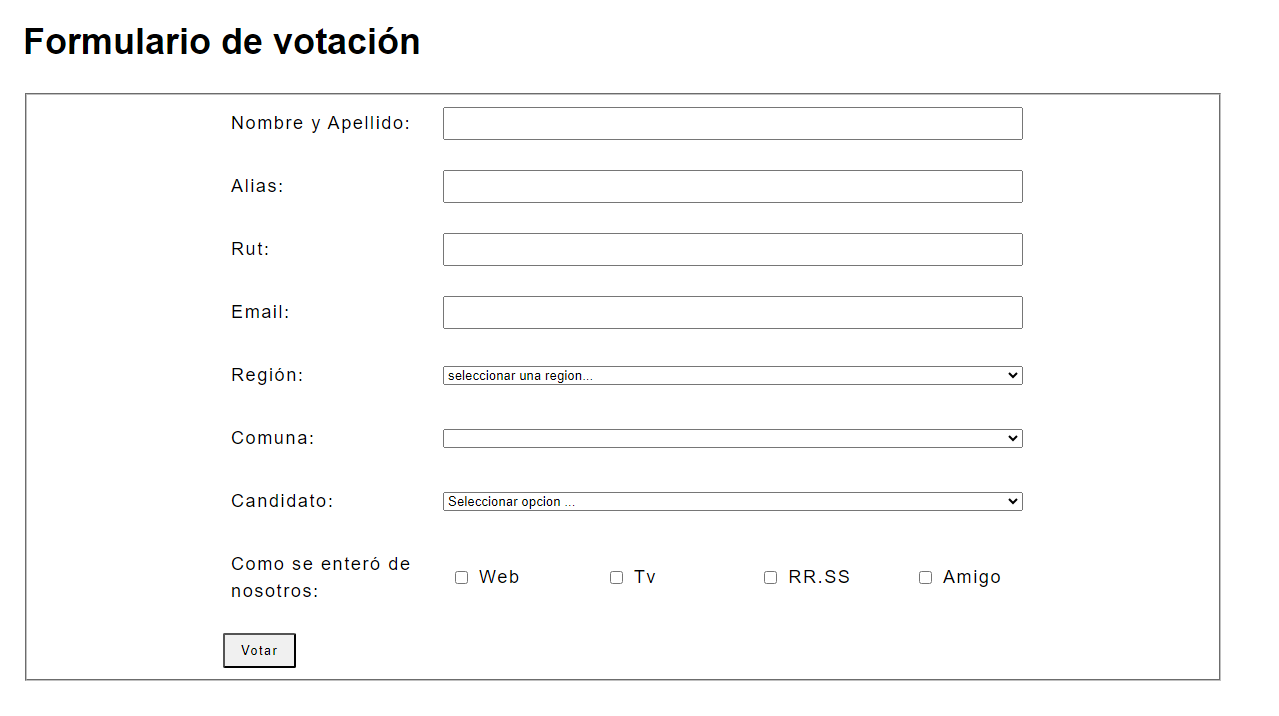 Formulario de votación
Nombre y Apellido:
Alias:
Rut:
Email:
Región:
seleccionar una region...
Comuna:
Candidato:
Seleccionar opcion ...
Como se enteró de
nosotros:
Web
Tv
RR.SS
Amigo
Votar